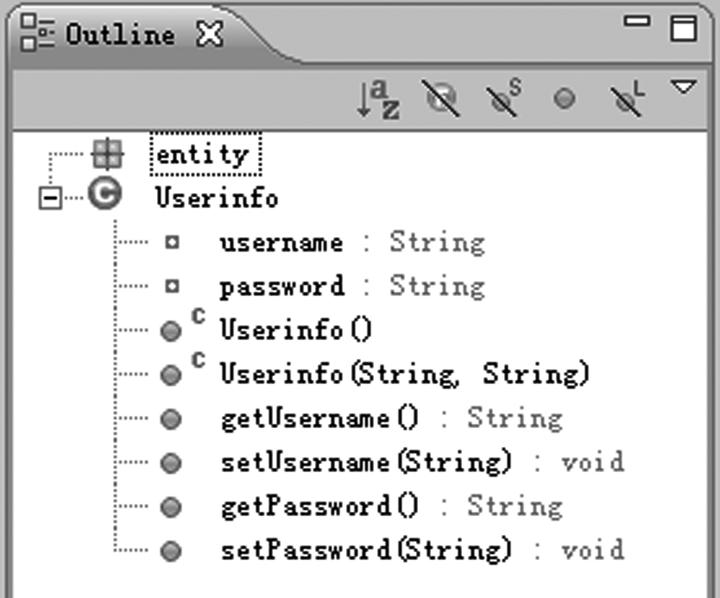 Outline
entity
Userinfo
username : String
password : String
C Userinfo()
C Userinfo(String, String)
getUsername() : String
setUsername(String) : void
getPassword() : String
setPassword(String) : void